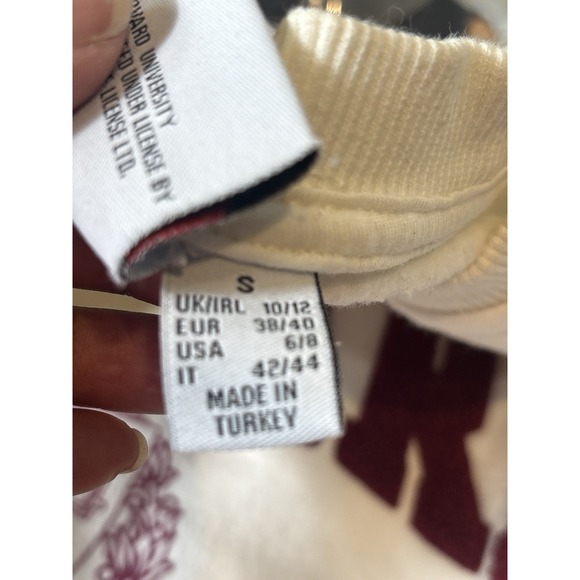 UNIVERSITY
UNDER LICENSE BY
LICENSE LTD.
S
UK/IRL 10/12
EUR 38/40
USA 6/8
IT 42/44
MADE IN
TURKEY